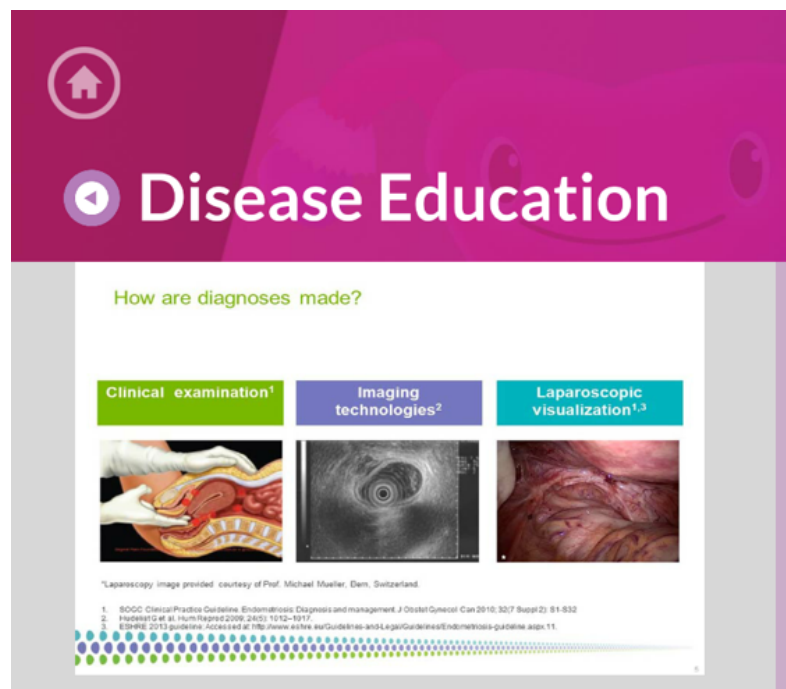 Disease Education
How are diagnoses made?
Clinical examination¹
Imaging
technologies²
Laparoscopic
visualization¹,³
*Laparoscopy image provided courtesy of Prof. Michael Mueller, Bern, Switzerland.
1. SOGC Clinical Practice Guideline. Endometriosis: Diagnosis and management. J Obstet Gynecol Can 2010; 32(7 Suppl 2): S1-S32
2. Hudelist G et al. Hum Reprod 2009; 24(5): 1012–1017.
3. ESHRE 2013 guideline: Accessed at http://www.eshre.eu/Guidelines-and-Legal/Guidelines/Endometriosis-guideline.aspx.11.